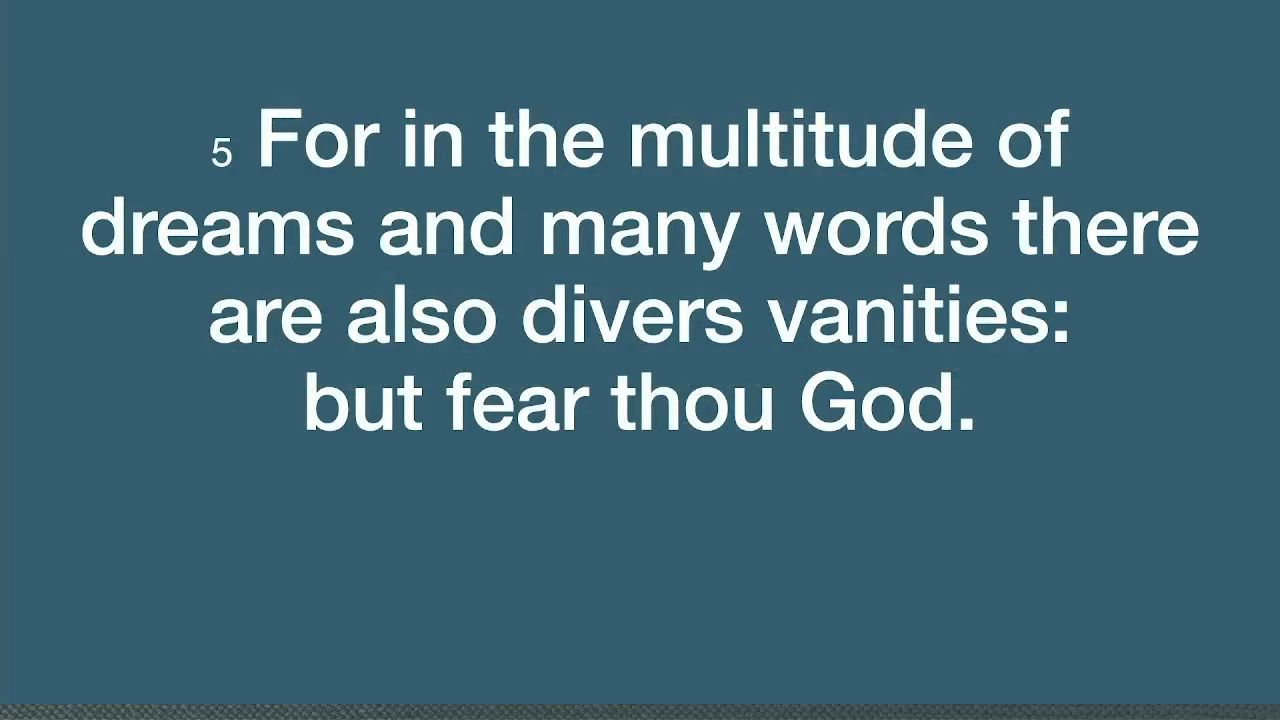 5 For in the multitude of
dreams and many words there
are also divers vanities:
but fear thou God.